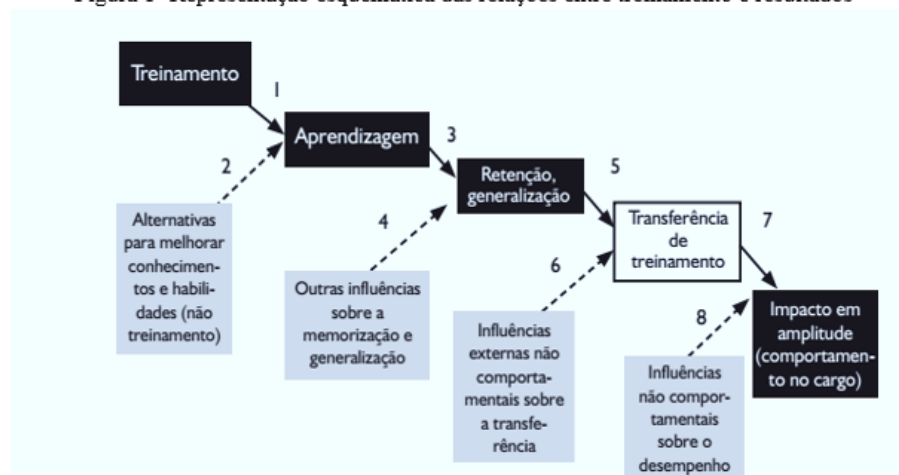 Figura 1- Representação esquemática das relações entre treinamento e resultados
Treinamento
1
Aprendizagem
2
3
Retenção,
generalização
4
5
Transferência
de
treinamento
6
7
Impacto em
amplitude
(comportamen-
to no cargo)
8
Alternativas
para melhorar
conhecimen-
tos e habili-
dades (não
treinamento)
Outras influências
sobre a
memorização e
generalização
Influências
externas não
comporta-
mentais sobre
a transfe-
rência
Influências
não compor-
tamentais
sobre o
desempenho